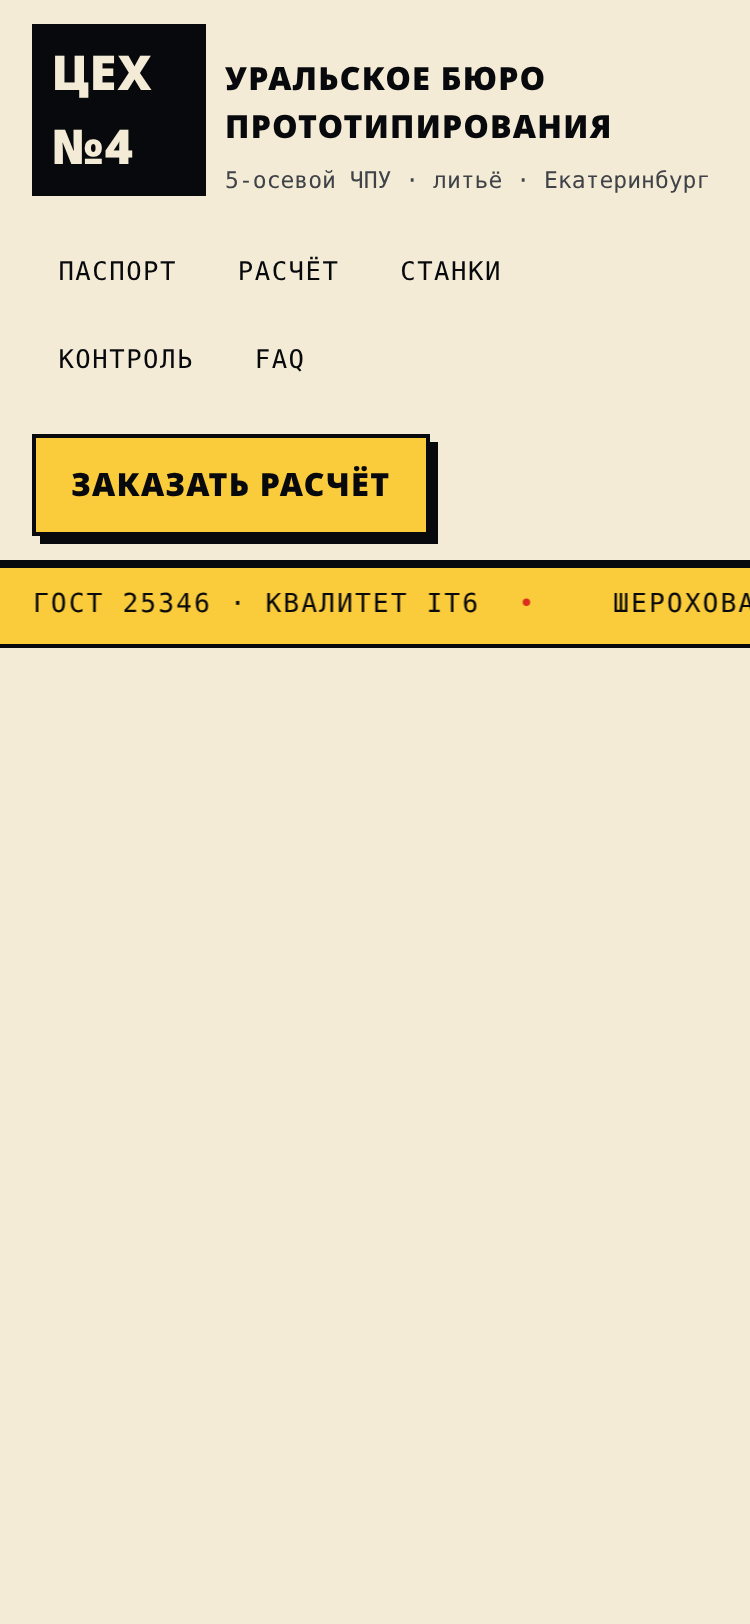 ЦЕХ
№4
УРАЛЬСКОЕ БЮРО
ПРОТОТИПИРОВАНИЯ
5-осевой ЧПУ · литьё · Екатеринбург
ПАСПОРТ РАСЧЁТ СТАНКИ
КОНТРОЛЬ FAQ
ЗАКАЗАТЬ РАСЧЁТ
ГОСТ 25346 · КВАЛИТЕТ IT6 •